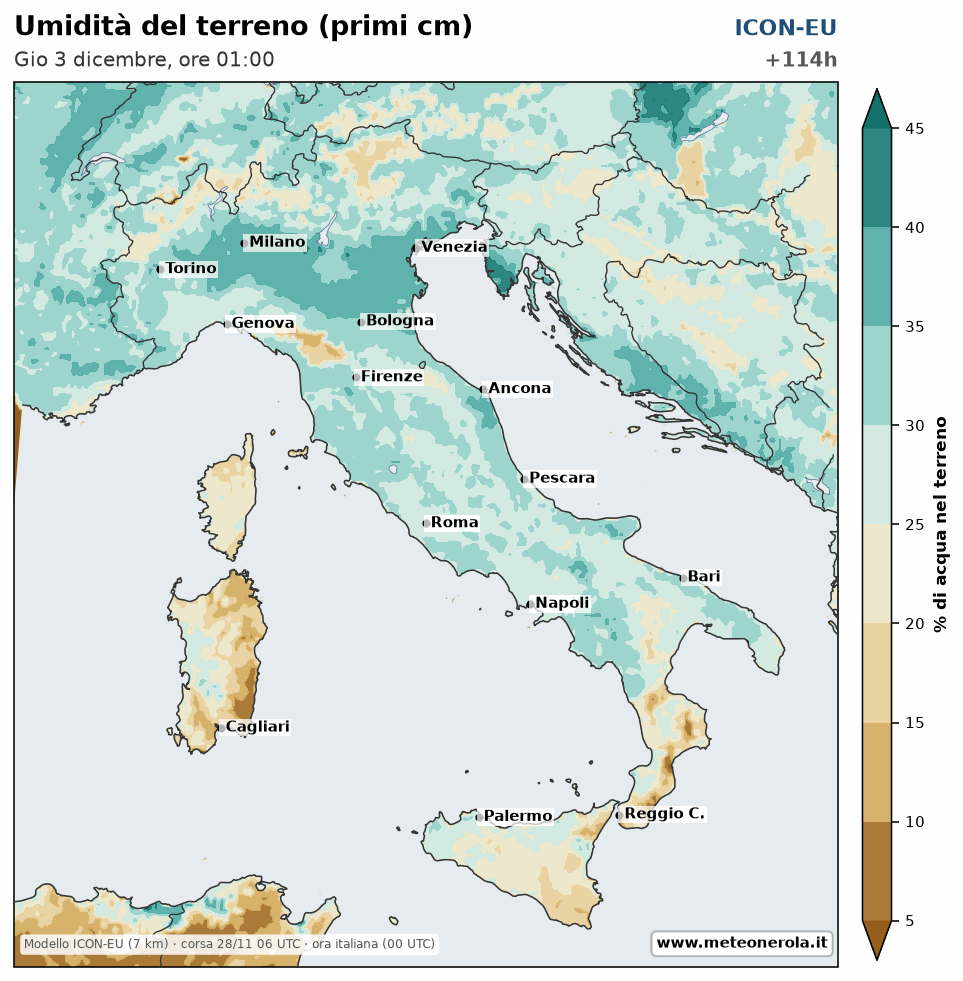 Umidità del terreno (primi cm)
ICON-EU
Gio 3 dicembre, ore 01:00
+114h
Milano
Venezia
Torino
Genova
Bologna
Firenze
Ancona
Pescara
Roma
Bari
Napoli
Cagliari
Palermo
Reggio C.
45
40
35
30
25
20
15
10
5
% di acqua nel terreno
Modello ICON-EU (7 km) · corsa 28/11 06 UTC · ora italiana (00 UTC)
www.meteonerola.it